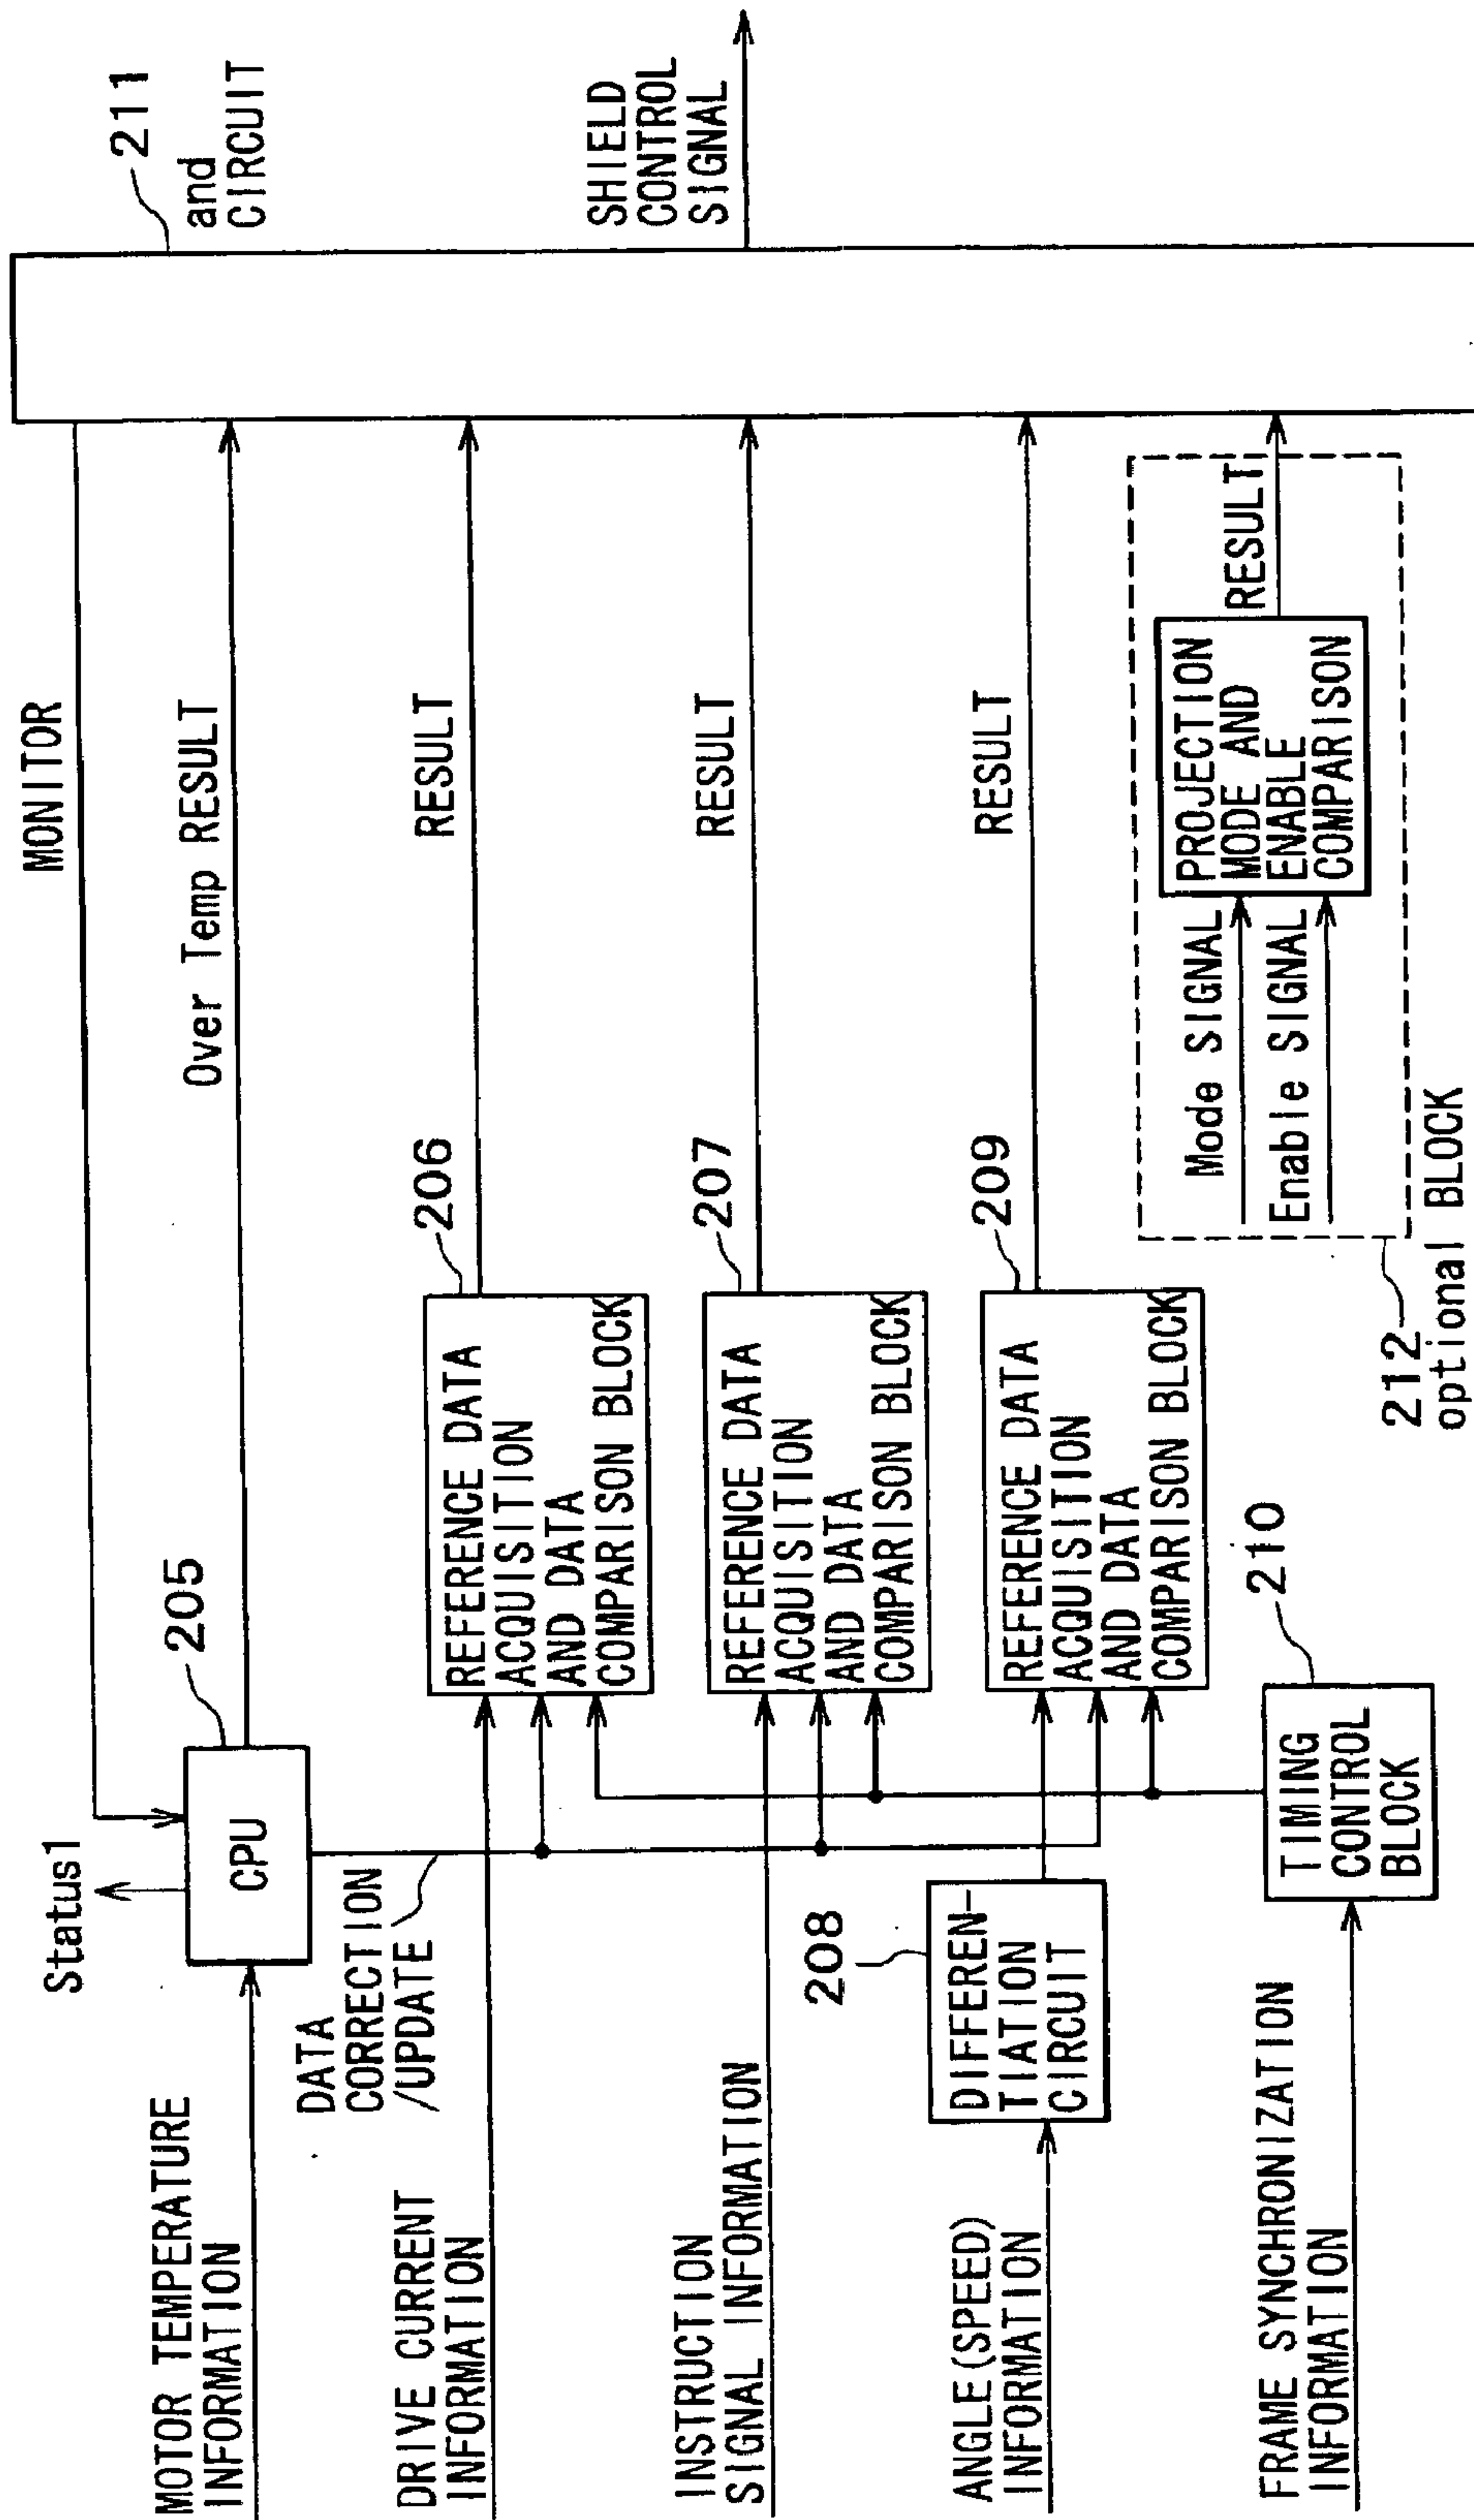 MOTOR TEMPERATURE
INFORMATION
Status1
CPU
205
MONITOR
Over Temp RESULT
211
and
CIRCUIT
DATA
CORRECTION
/UPDATE
DRIVE CURRENT
INFORMATION
REFERENCE DATA
ACQUISITION
AND DATA
COMPARISON BLOCK
206
RESULT
SHIELD
CONTROL
SIGNAL
INSTRUCTION
SIGNAL INFORMATION
REFERENCE DATA
ACQUISITION
AND DATA
COMPARISON BLOCK
207
RESULT
ANGLE(SPEED)
INFORMATION
208
DIFFEREN-
TIATION
CIRCUIT
REFERENCE DATA
ACQUISITION
AND DATA
COMPARISON BLOCK
209
RESULT
FRAME SYNCHRONIZATION
INFORMATION
TIMING
CONTROL
BLOCK
210
Mode SIGNAL
Enable SIGNAL
PROJECTION
MODE AND
ENABLE
COMPARISON
RESULT
212
optional BLOCK